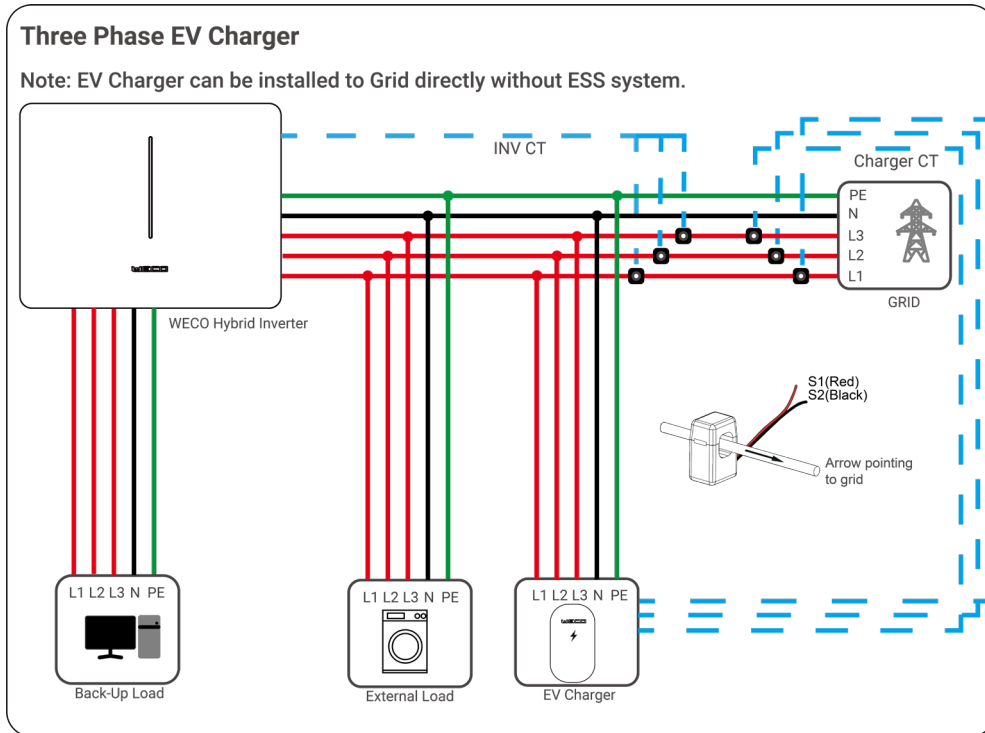 Three Phase EV Charger
Note: EV Charger can be installed to Grid directly without ESS system.
INV CT
Charger CT
PE
N
L3
L2
L1
GRID
WECO
WECO Hybrid Inverter
S1(Red)
S2(Black)
Arrow pointing
to grid
L1 L2 L3 N PE
Back-Up Load
L1 L2 L3 N PE
External Load
L1 L2 L3 N PE
WECO
EV Charger